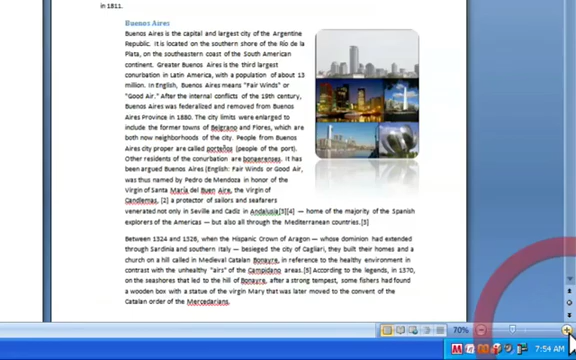 in 1811.
Buenos Aires
Buenos Aires is the capital and largest city of the Argentine
Republic. It is located on the southern shore of the Río de la
Plata, on the southeastern coast of the South American
continent. Greater Buenos Aires is the third largest
conurbation in Latin America, with a population of about 13
million. In English, Buenos Aires means "Fair Winds" or
"Good Air." After the internal conflicts of the 19th century,
Buenos Aires was federalized and removed from Buenos
Aires Province in 1880. The city limits were enlarged to
include the former towns of Belgrano and Flores, which are
both now neighborhoods of the city. People from Buenos
Aires city proper are called porteños (people of the port).
Other residents of the conurbation are bonaerenses. It has
been argued Buenos Aires (English: Fair Winds or Good Air,
was thus named by Pedro de Mendoza in honor of the
Virgin of Santa María del Buen Aire, the Virgin of
Candlemas, [2] a protector of sailors and seafarers
venerated not only in Seville and Cadiz in Andalusia[3][4] — home of the majority of the Spanish
explorers of the Americas — but also all through the Mediterranean countries.[3]
Between 1324 and 1326, when the Hispanic Crown of Aragon — whose dominion had extended
through Sardinia and southern Italy — besieged the city of Cagliari, they built their homes and a
church on a hill called in Medieval Catalan Bonayre, in reference to the healthy environment in
contrast with the unhealthy "airs" of the Campidano areas.[5] According to the legends, in 1370,
on the seashores that led to the hill of Bonayre, after a strong tempest, some fishers had found
a wooden box with a statue of the Virgin Mary that was later moved to the convent of the
Catalan order of the Mercedarians.
70%
7:54 AM